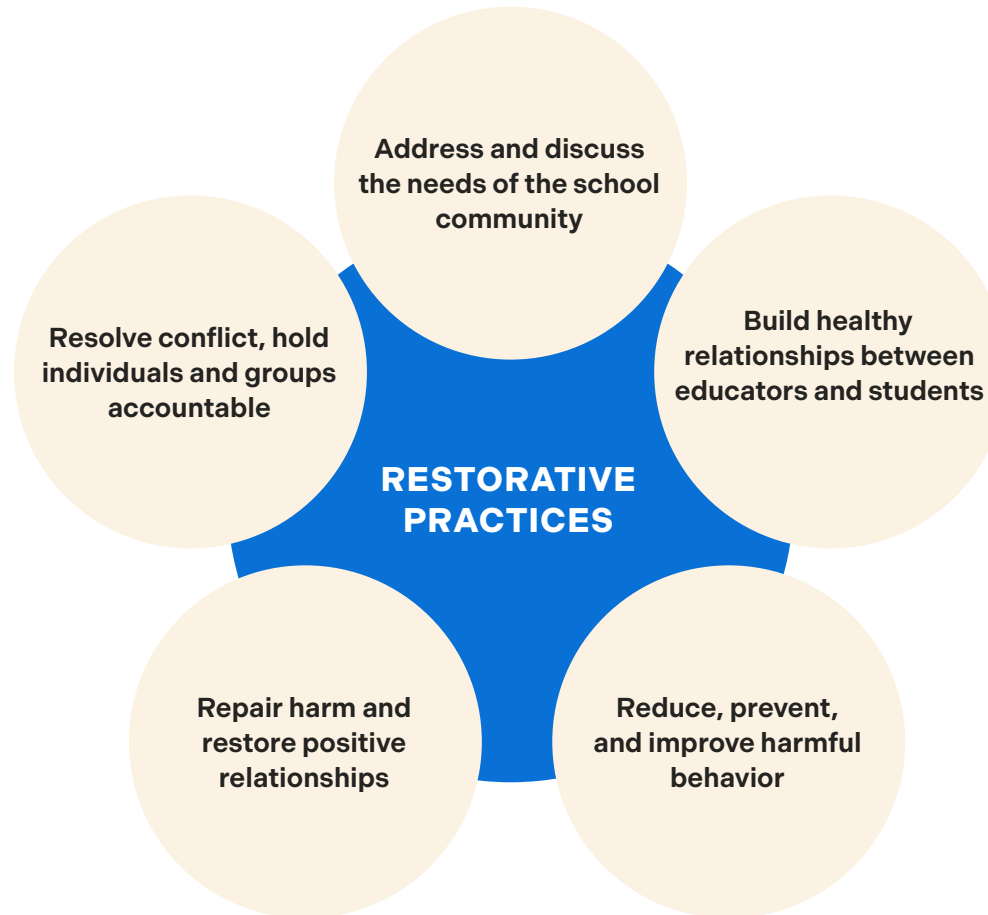 Address and discuss
the needs of the school
community
Build healthy
relationships between
educators and students
Resolve conflict, hold
individuals and groups
accountable
RESTORATIVE
PRACTICES
Repair harm and
restore positive
relationships
Reduce, prevent,
and improve harmful
behavior